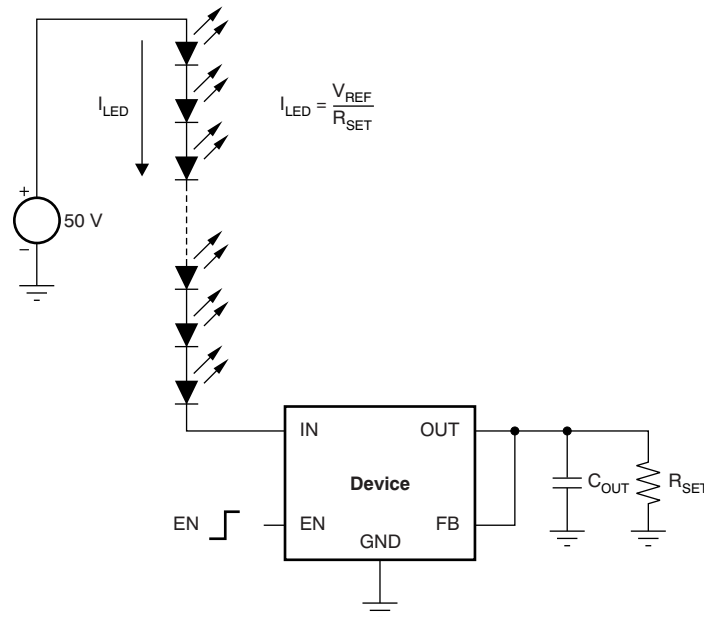 I_LED
I_LED = V_REF / R_SET
+
50 V
−
IN
OUT
Device
C_OUT
R_SET
EN
EN
FB
GND